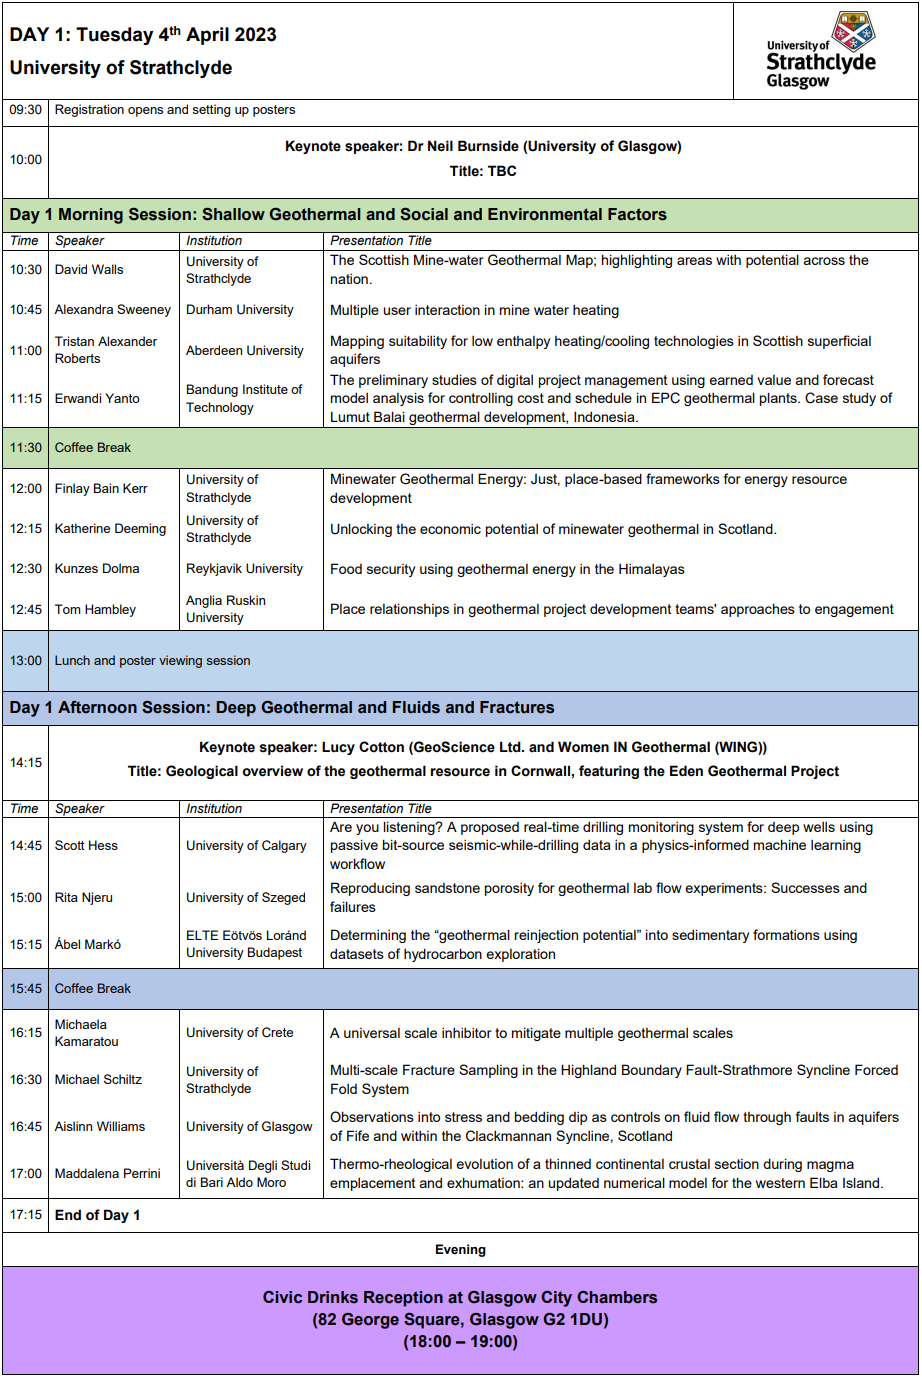 DAY 1: Tuesday 4th April 2023
University of Strathclyde
University of
Strathclyde
Glasgow
09:30 Registration opens and setting up posters
10:00
Keynote speaker: Dr Neil Burnside (University of Glasgow)
Title: TBC
Day 1 Morning Session: Shallow Geothermal and Social and Environmental Factors
Time Speaker Institution Presentation Title
10:30 David Walls
University of
Strathclyde
The Scottish Mine-water Geothermal Map; highlighting areas with potential across the
nation.
10:45 Alexandra Sweeney Durham University Multiple user interaction in mine water heating
11:00
Tristan Alexander
Roberts
Aberdeen University
Mapping suitability for low enthalpy heating/cooling technologies in Scottish superficial
aquifers
11:15 Erwandi Yanto
Bandung Institute of
Technology
The preliminary studies of digital project management using earned value and forecast
model analysis for controlling cost and schedule in EPC geothermal plants. Case study of
Lumut Balai geothermal development, Indonesia.
11:30 Coffee Break
12:00 Finlay Bain Kerr
University of
Strathclyde
Minewater Geothermal Energy: Just, place-based frameworks for energy resource
development
12:15 Katherine Deeming
University of
Strathclyde
Unlocking the economic potential of minewater geothermal in Scotland.
12:30 Kunzes Dolma Reykjavik University Food security using geothermal energy in the Himalayas
12:45 Tom Hambley
Anglia Ruskin
University
Place relationships in geothermal project development teams' approaches to engagement
13:00 Lunch and poster viewing session
Day 1 Afternoon Session: Deep Geothermal and Fluids and Fractures
14:15
Keynote speaker: Lucy Cotton (GeoScience Ltd. and Women IN Geothermal (WING))
Title: Geological overview of the geothermal resource in Cornwall, featuring the Eden Geothermal Project
Time Speaker Institution Presentation Title
14:45 Scott Hess University of Calgary
Are you listening? A proposed real-time drilling monitoring system for deep wells using
passive bit-source seismic-while-drilling data in a physics-informed machine learning
workflow
15:00 Rita Njeru University of Szeged
Reproducing sandstone porosity for geothermal lab flow experiments: Successes and
failures
15:15 Ábel Markó
ELTE Eötvös Loránd
University Budapest
Determining the “geothermal reinjection potential” into sedimentary formations using
datasets of hydrocarbon exploration
15:45 Coffee Break
16:15
Michaela
Kamaratou
University of Crete A universal scale inhibitor to mitigate multiple geothermal scales
16:30 Michael Schiltz
University of
Strathclyde
Multi-scale Fracture Sampling in the Highland Boundary Fault-Strathmore Syncline Forced
Fold System
16:45 Aislinn Williams University of Glasgow
Observations into stress and bedding dip as controls on fluid flow through faults in aquifers
of Fife and within the Clackmannan Syncline, Scotland
17:00 Maddalena Perrini
Università Degli Studi
di Bari Aldo Moro
Thermo-rheological evolution of a thinned continental crustal section during magma
emplacement and exhumation: an updated numerical model for the western Elba Island.
17:15 End of Day 1
Evening
Civic Drinks Reception at Glasgow City Chambers
(82 George Square, Glasgow G2 1DU)
(18:00 – 19:00)